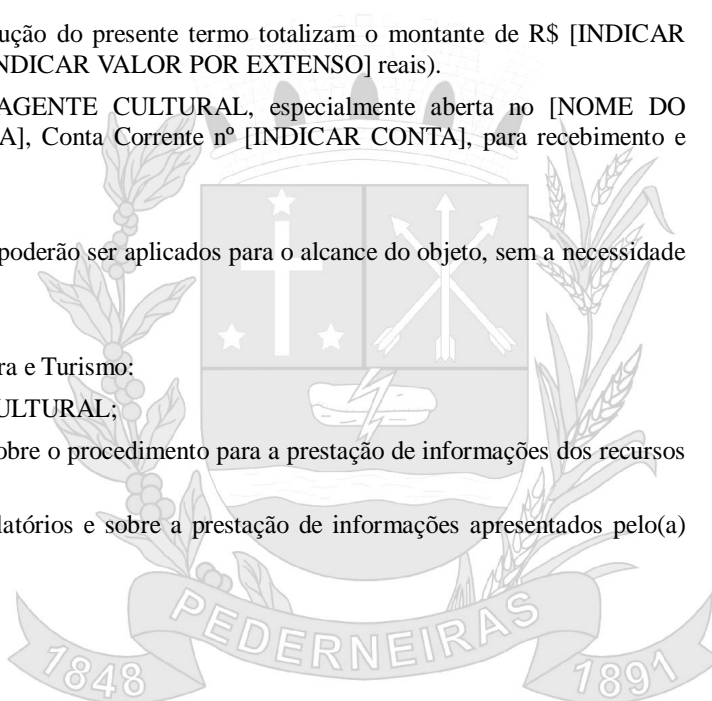 ução do presente termo totalizam o montante de R$ [INDICAR
NDICAR VALOR POR EXTENSO] reais).
AGENTE CULTURAL, especialmente aberta no [NOME DO
A], Conta Corrente nº [INDICAR CONTA], para recebimento e
poderão ser aplicados para o alcance do objeto, sem a necessidade
ra e Turismo:
ULTURAL;
obre o procedimento para a prestação de informações dos recursos
latórios e sobre a prestação de informações apresentados pelo(a)
PEDERNEIRAS
1848 1891